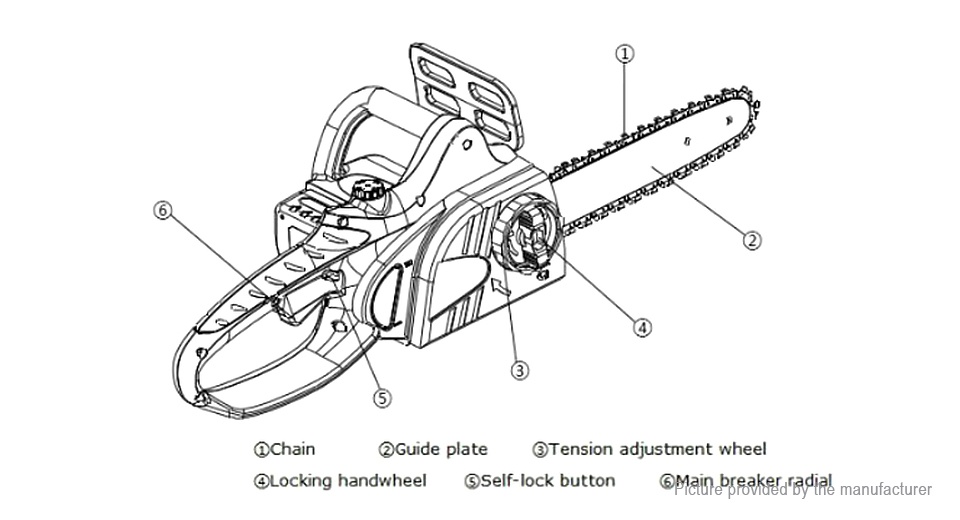 ①
⑥
②
④
③
⑤
①Chain ②Guide plate ③Tension adjustment wheel
④Locking handwheel ⑤Self-lock button ⑥Main breaker radial
Picture provided by the manufacturer